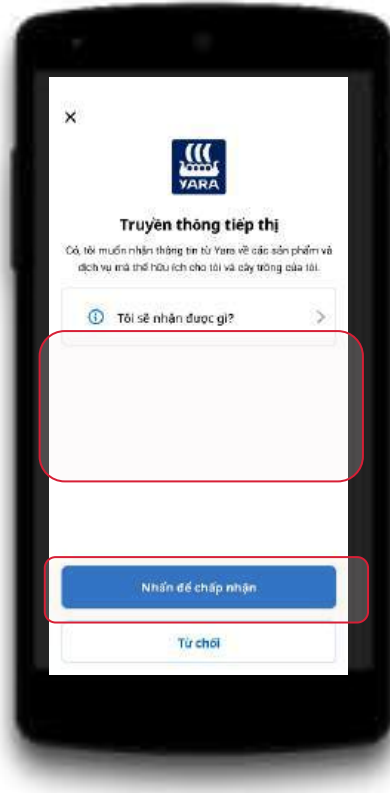 YARA
Truyền thông tiếp thị
Có, tôi muốn nhận thông tin từ Yara về các sản phẩm và
dịch vụ mà thể hữu ích cho tôi và cây trồng của tôi.
Tôi sẽ nhận được gì?
Nhấn để chấp nhận
Từ chối